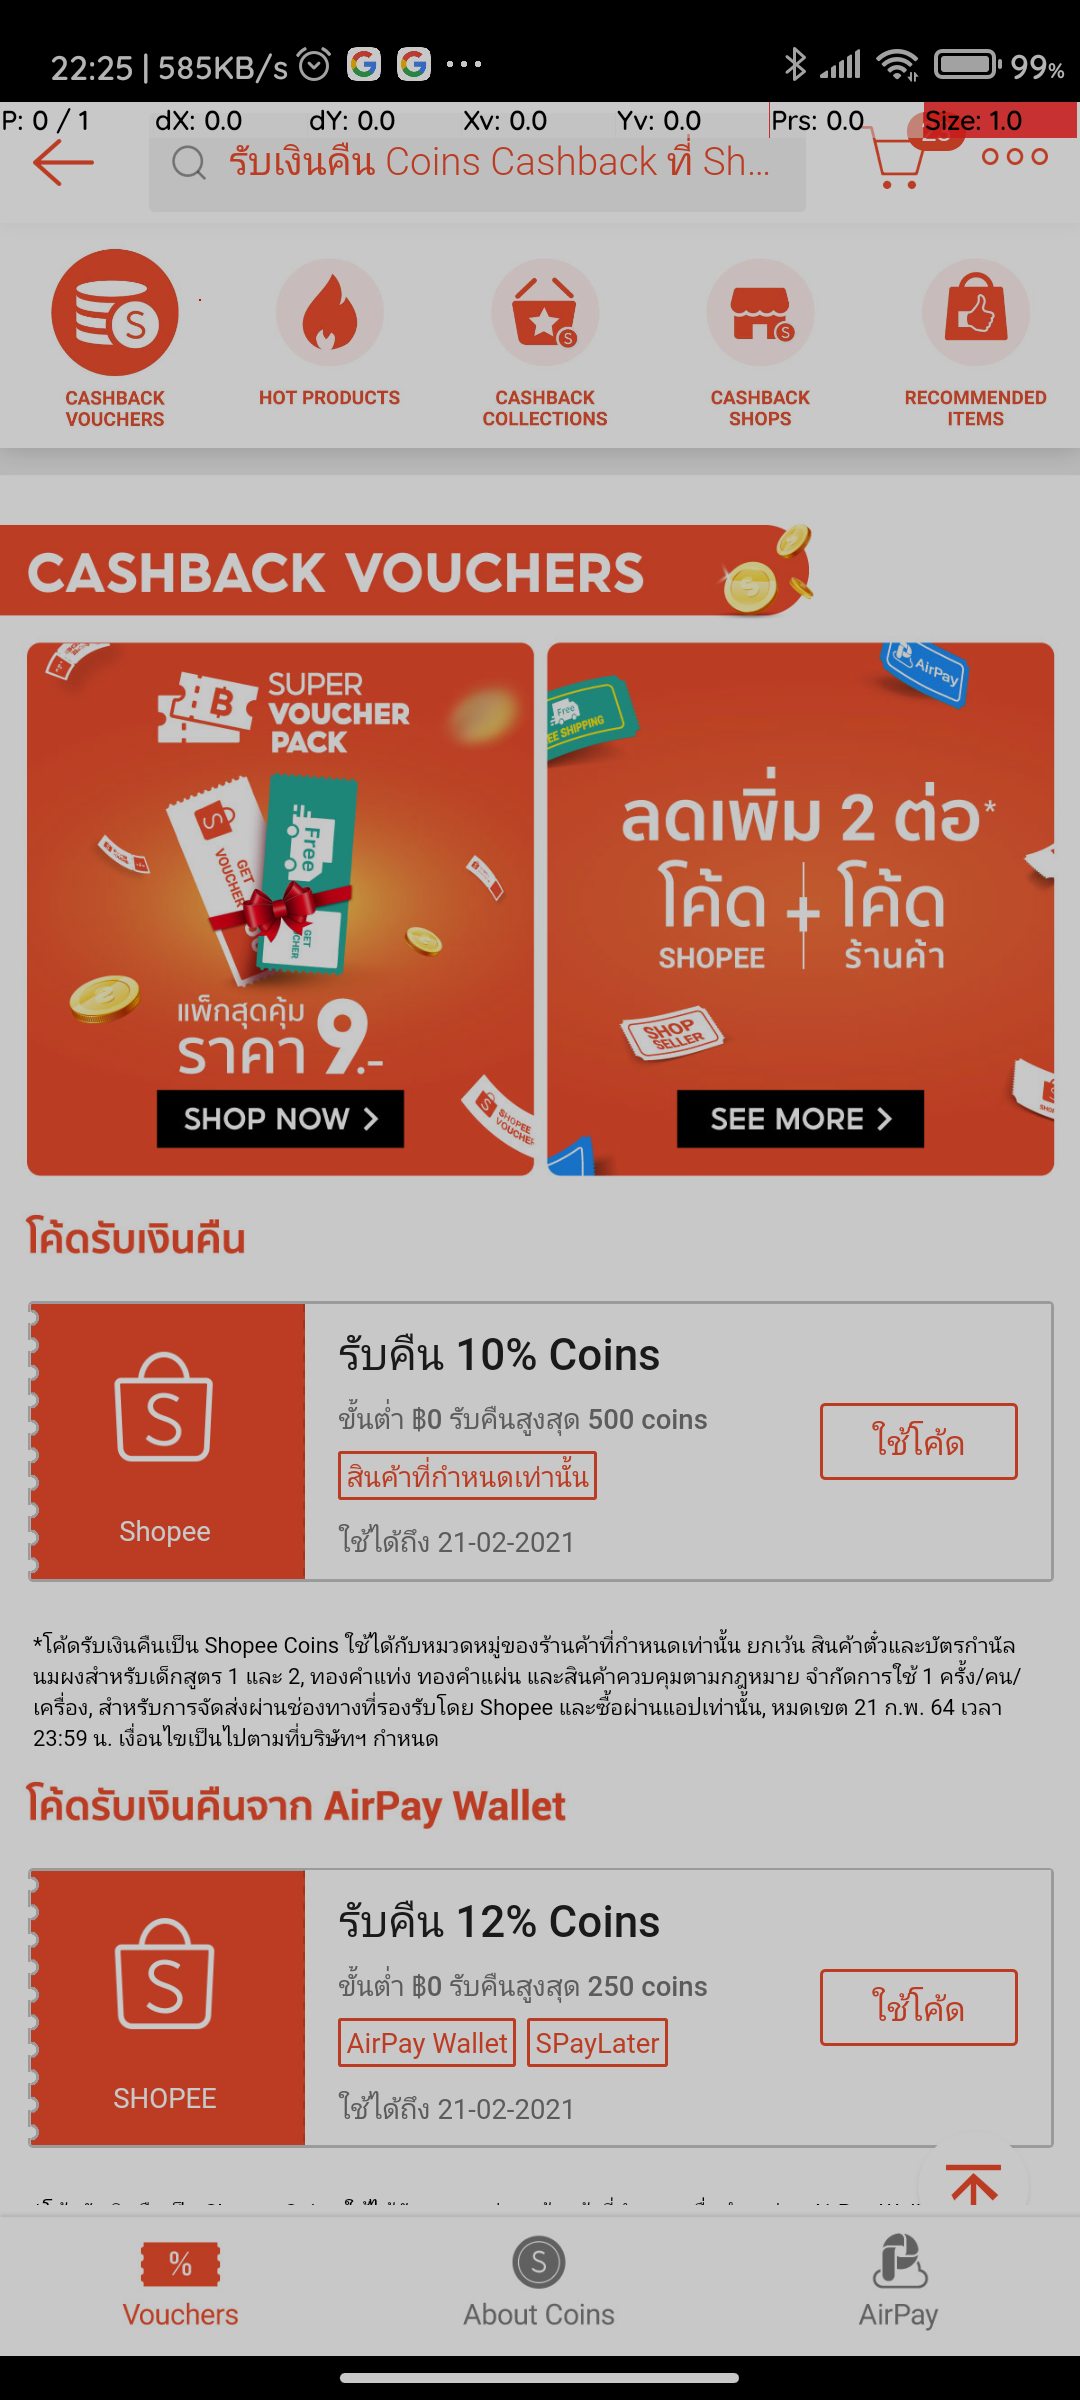 22:25 | 585KB/s ... 99%
P: 0 / 1 dX: 0.0 dY: 0.0 Xv: 0.0 Yv: 0.0 Prs: 0.0 Size: 1.0
รับเงินคืน Coins Cashback ที่ Sh...
CASHBACK VOUCHERS
HOT PRODUCTS
CASHBACK COLLECTIONS
CASHBACK SHOPS
RECOMMENDED ITEMS
CASHBACK VOUCHERS
SUPER
VOUCHER
PACK
GET VOUCHER
Free
แพ็กสุดคุ้ม
ราคา 9.-
SHOP NOW >
SHOPEE VOUCHER
AirPay
Free
EE SHIPPING
ลดเพิ่ม 2 ต่อ*
โค้ด + โค้ด
SHOPEE ร้านค้า
SHOP
SELLER
SEE MORE >
โค้ดรับเงินคืน
Shopee
รับคืน 10% Coins
ขั้นต่ำ ฿0 รับคืนสูงสุด 500 coins
สินค้าที่กำหนดเท่านั้น
ใช้ได้ถึง 21-02-2021
ใช้โค้ด
*โค้ดรับเงินคืนเป็น Shopee Coins ใช้ได้กับหมวดหมู่ของร้านค้าที่กำหนดเท่านั้น ยกเว้น สินค้าตั๋วและบัตรกำนัล
นมผงสำหรับเด็กสูตร 1 และ 2, ทองคำแท่ง ทองคำแผ่น และสินค้าควบคุมตามกฎหมาย จำกัดการใช้ 1 ครั้ง/คน/
เครื่อง, สำหรับการจัดส่งผ่านช่องทางที่รองรับโดย Shopee และซื้อผ่านแอปเท่านั้น, หมดเขต 21 ก.พ. 64 เวลา
23:59 น. เงื่อนไขเป็นไปตามที่บริษัทฯ กำหนด
โค้ดรับเงินคืนจาก AirPay Wallet
SHOPEE
รับคืน 12% Coins
ขั้นต่ำ ฿0 รับคืนสูงสุด 250 coins
AirPay Wallet SPayLater
ใช้ได้ถึง 21-02-2021
ใช้โค้ด
Vouchers
About Coins
AirPay